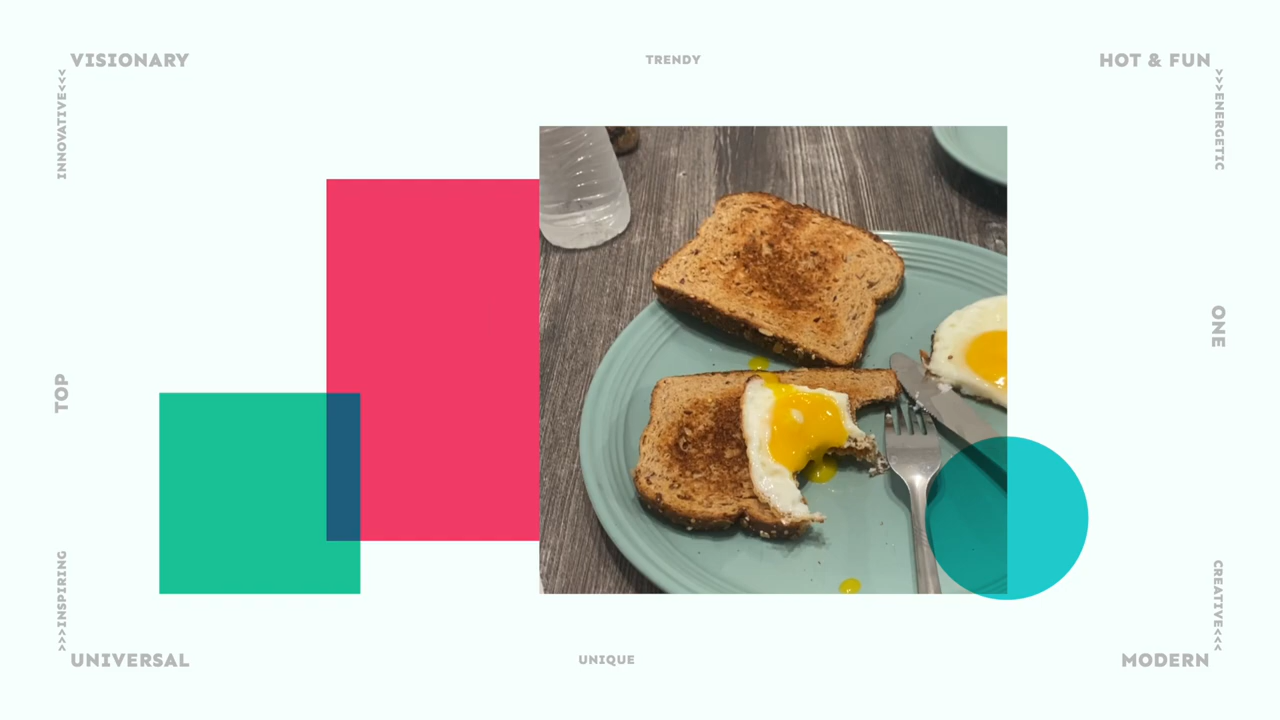 VISIONARY
TRENDY
HOT & FUN
INNOVATIVE<<<
>>>ENERGETIC
TOP
ONE
>>>INSPIRING
CREATIVE<<<
UNIVERSAL
UNIQUE
MODERN